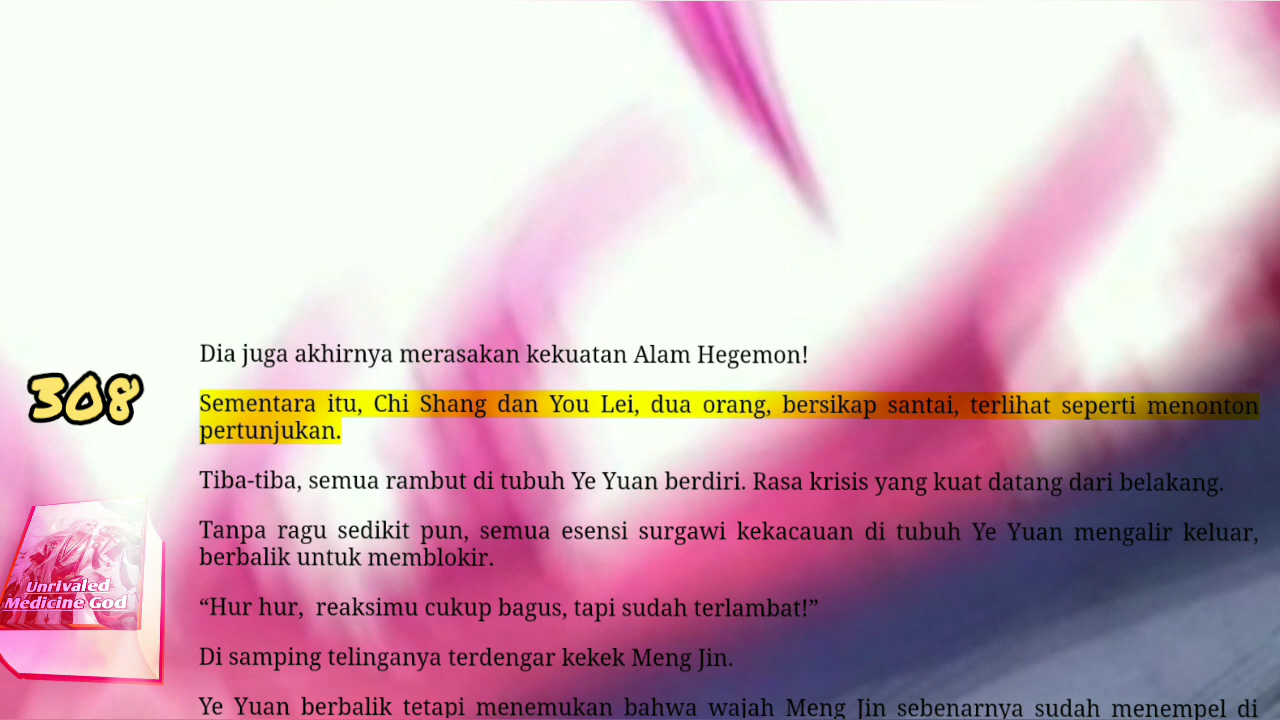 Dia juga akhirnya merasakan kekuatan Alam Hegemon!
308
Sementara itu, Chi Shang dan You Lei, dua orang, bersikap santai, terlihat seperti menonton
pertunjukan.
Tiba-tiba, semua rambut di tubuh Ye Yuan berdiri. Rasa krisis yang kuat datang dari belakang.
Tanpa ragu sedikit pun, semua esensi surgawi kekacauan di tubuh Ye Yuan mengalir keluar,
berbalik untuk memblokir.
Unrivaled
Medicine God
“Hur hur,  reaksimu cukup bagus, tapi sudah terlambat!”
Di samping telinganya terdengar kekek Meng Jin.
Ye Yuan berbalik tetapi menemukan bahwa wajah Meng Jin sebenarnya sudah menempel di